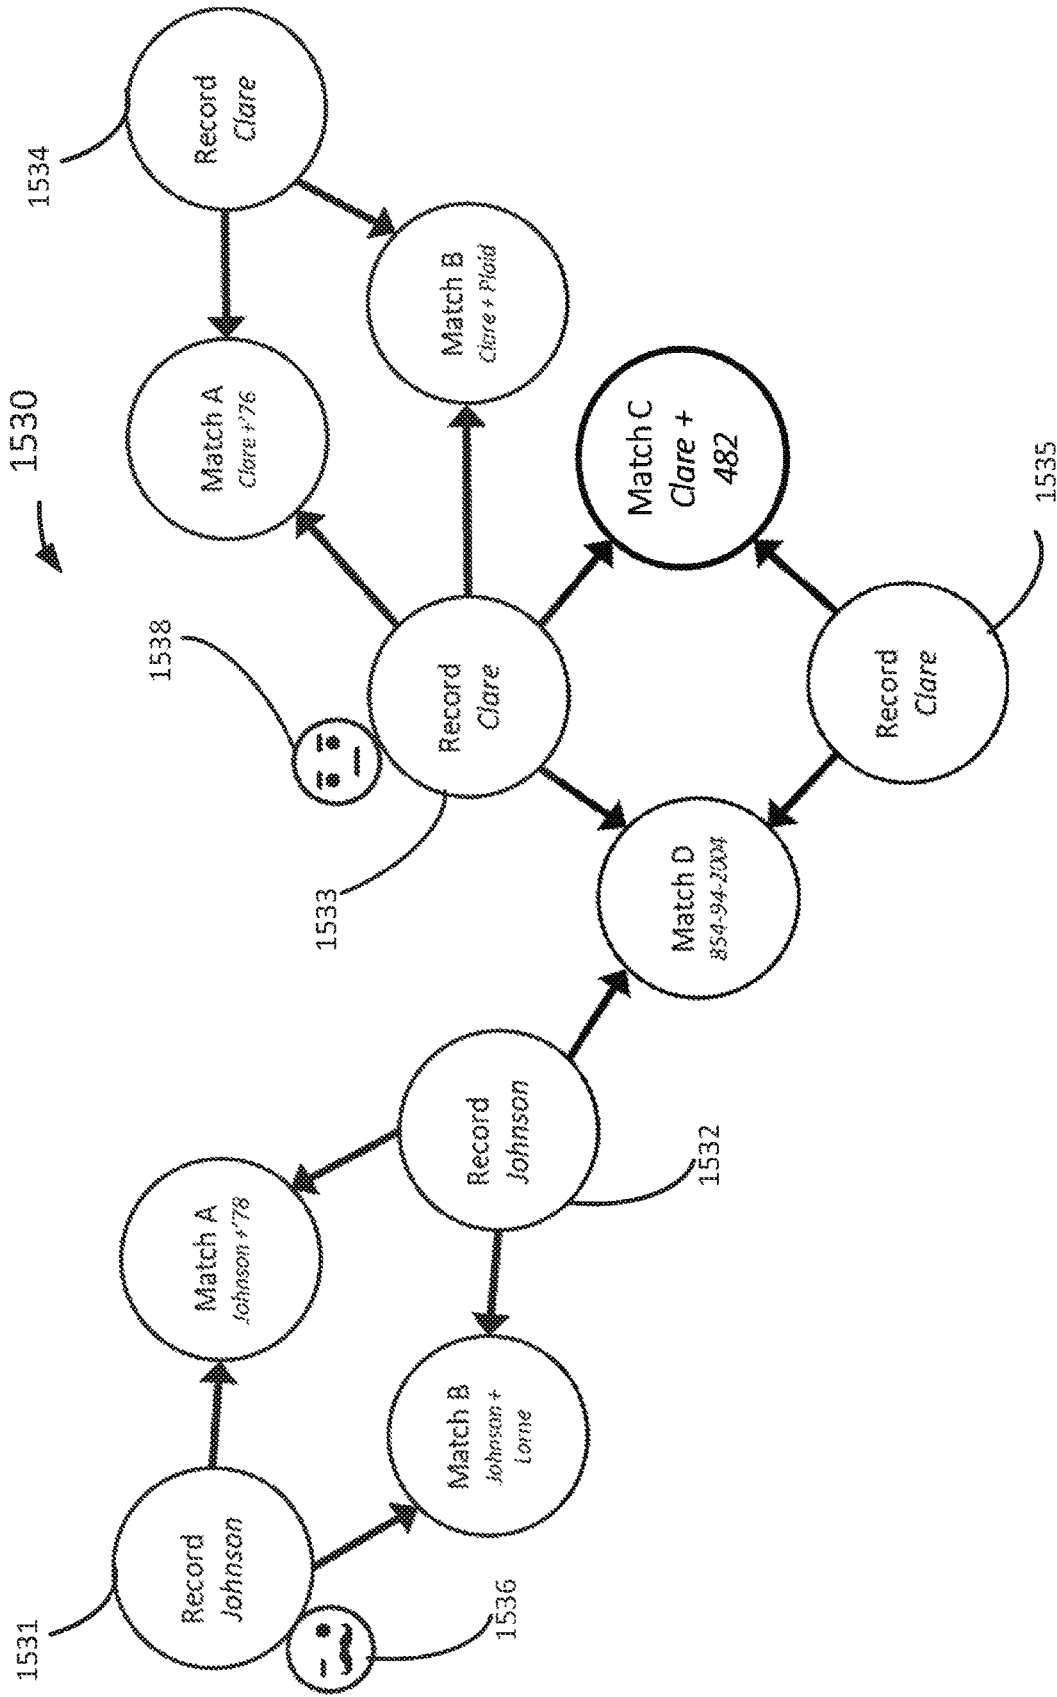 1530
1531
1534
Record
Johnson
Match A
Johnson +'78
Match A
Clare +'76
Record
Clare
1538
1533
1536
Match B
Johnson +
Lorne
Record
Johnson
Record
Clare
Match B
Clare + Plaid
1532
Match D
854-94-2004
Match C
Clare +
482
Record
Clare
1535